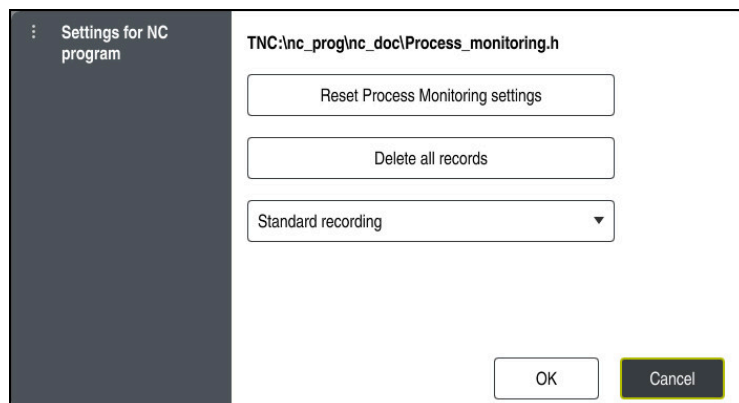 Settings for NC
program
TNC:\nc_prog\nc_doc\Process_monitoring.h
Reset Process Monitoring settings
Delete all records
Standard recording
OK
Cancel